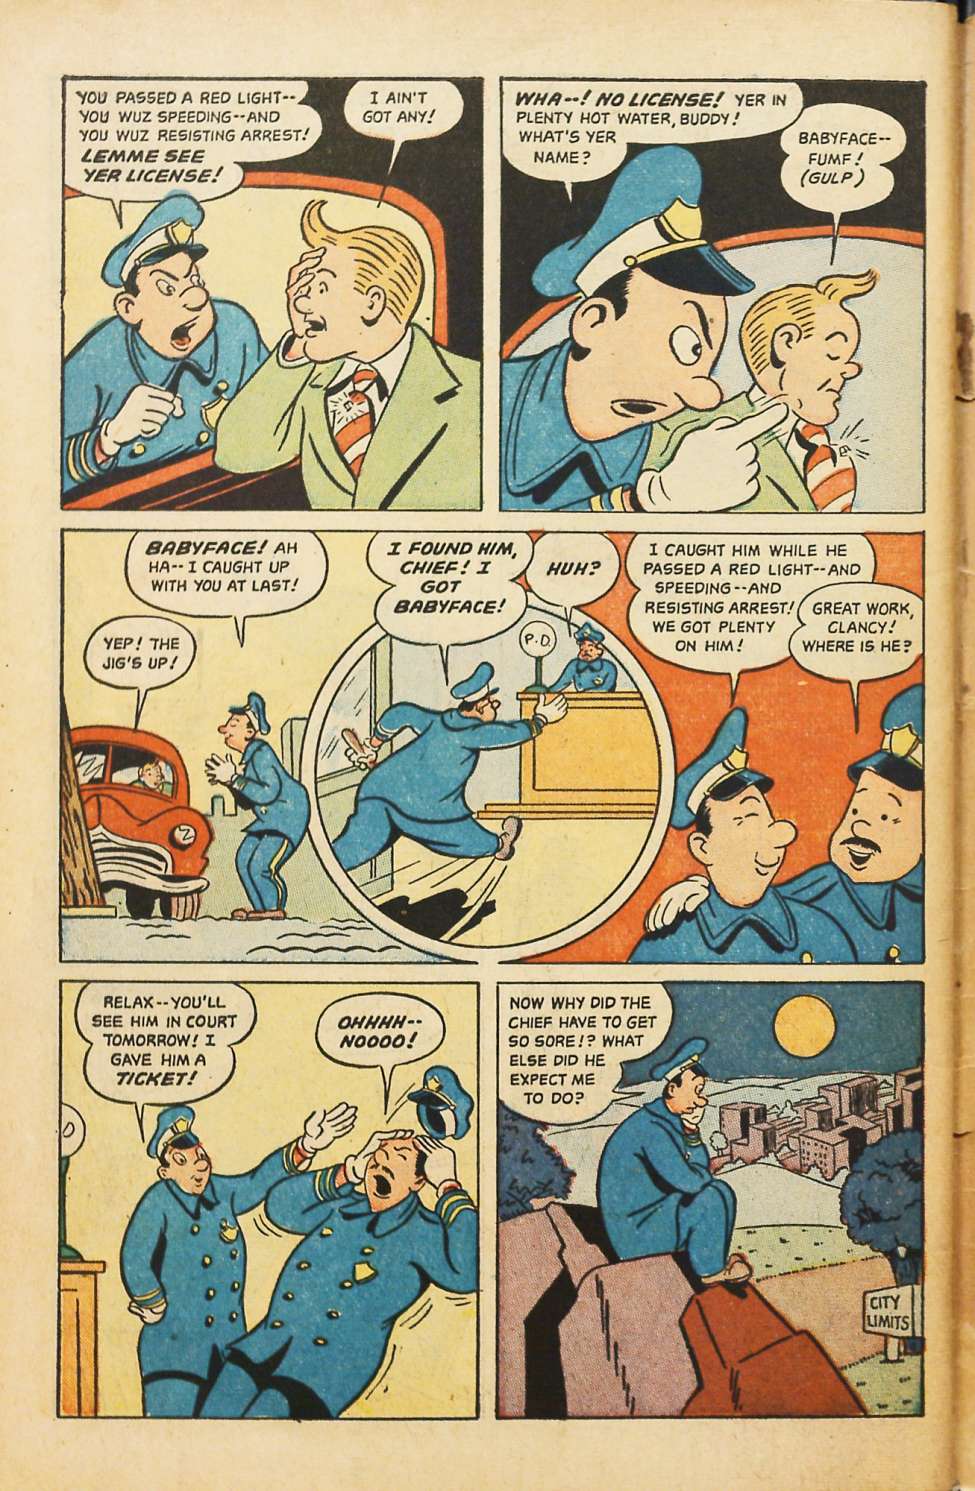 YOU PASSED A RED LIGHT--
YOU WUZ SPEEDING--AND
YOU WUZ RESISTING ARREST!
LEMME SEE
YER LICENSE!
I AIN'T
GOT ANY!
WHA--! NO LICENSE! YER IN
PLENTY HOT WATER, BUDDY!
WHAT'S YER
NAME?
BABYFACE--
FUMF!
(GULP)
BABYFACE! AH
HA--I CAUGHT UP
WITH YOU AT LAST!
YEP! THE
JIG'S UP!
I FOUND HIM,
CHIEF! I
GOT
BABYFACE!
HUH?
P.D.
I CAUGHT HIM WHILE HE
PASSED A RED LIGHT--AND
SPEEDING--AND
RESISTING ARREST!
WE GOT PLENTY
ON HIM!
GREAT WORK,
CLANCY!
WHERE IS HE?
RELAX--YOU'LL
SEE HIM IN COURT
TOMORROW! I
GAVE HIM A
TICKET!
OHHHH--
NOOOO!
D
NOW WHY DID THE
CHIEF HAVE TO GET
SO SORE!? WHAT
ELSE DID HE
EXPECT ME
TO DO?
CITY
LIMITS